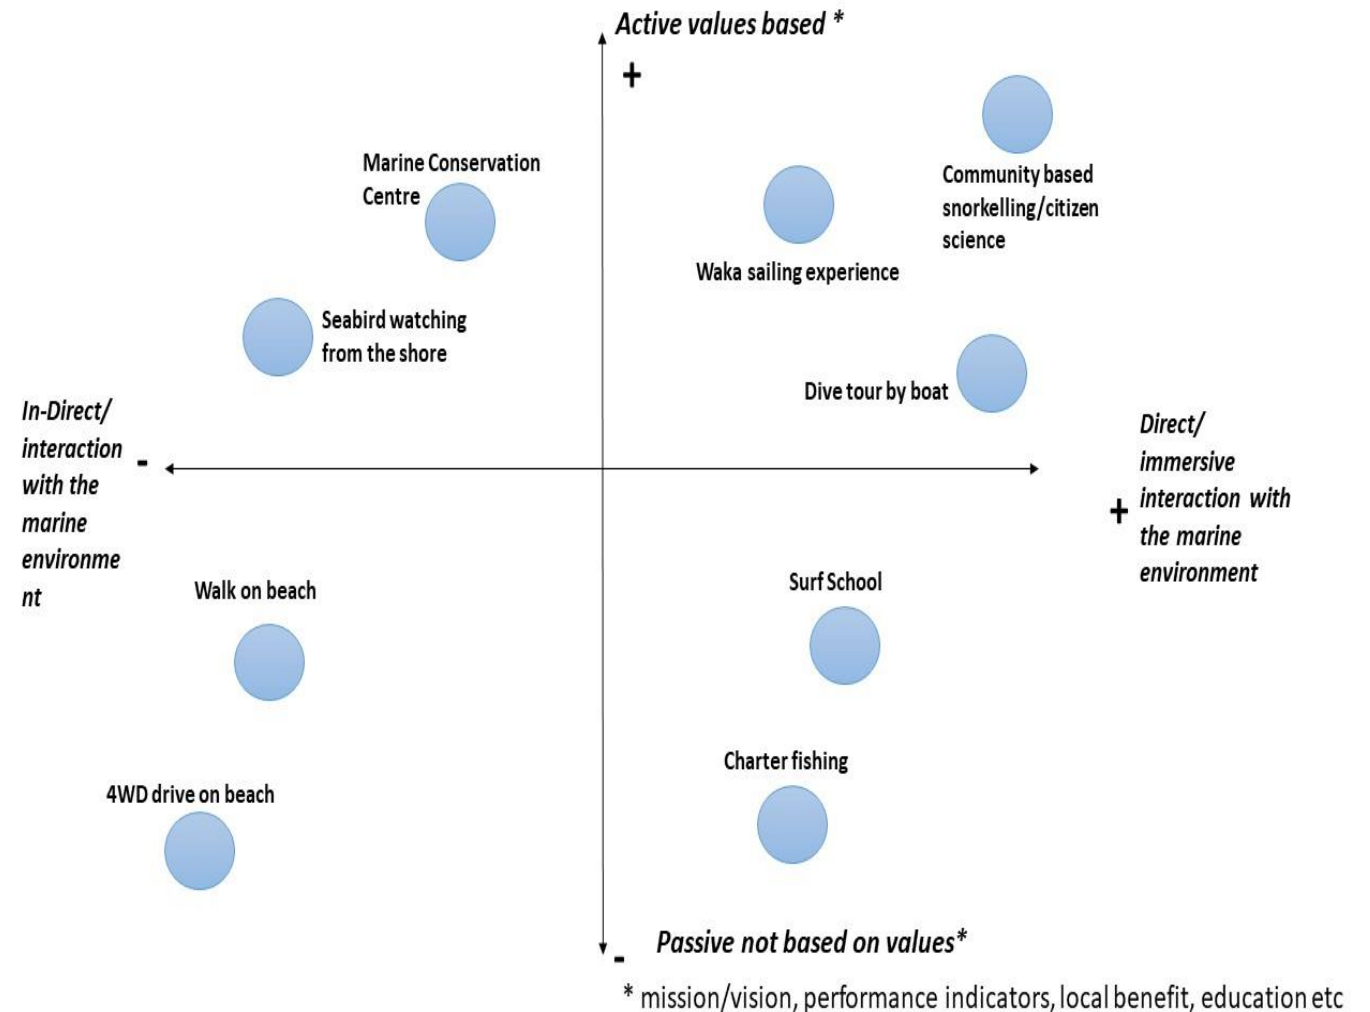 Active values based *
+
Marine Conservation
Centre
Community based
snorkelling/citizen
science
Waka sailing experience
Seabird watching
from the shore
Dive tour by boat
In-Direct/
interaction
with the
marine
environme
nt
-
Direct/
immersive
interaction with
the marine
environment
+
Walk on beach
Surf School
Charter fishing
4WD drive on beach
-
Passive not based on values*
* mission/vision, performance indicators, local benefit, education etc